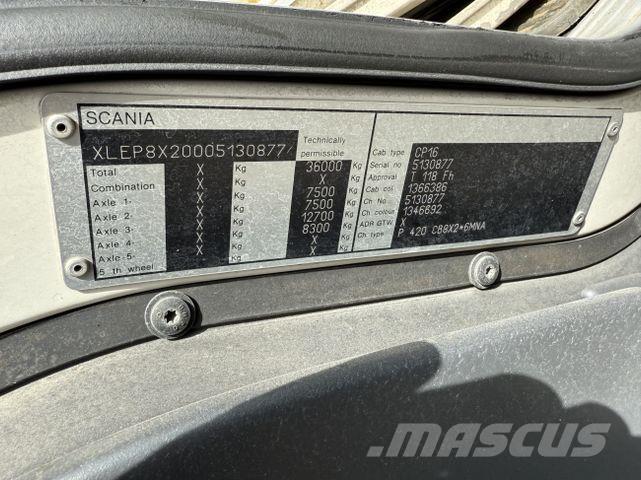 SCANIA
XLEP8X20005130877
Technically permissible
Total X Kg 36000 Kg
Combination X Kg X Kg
Axle 1- X Kg 7500 Kg
Axle 2- X Kg 7500 Kg
Axle 3- X Kg 12700 Kg
Axle 4- X Kg 8300 Kg
Axle 5- X Kg X Kg
5 th wheel X Kg X Kg
Cab type CP16
Serial no 5130877
Approval T 118 Fh
Cab col. 1366386
Ch No. 5130877
Ch. colour 1346692
ADR GTW X
Ch. type P 420 CB8X2*6MNA
MASCUS